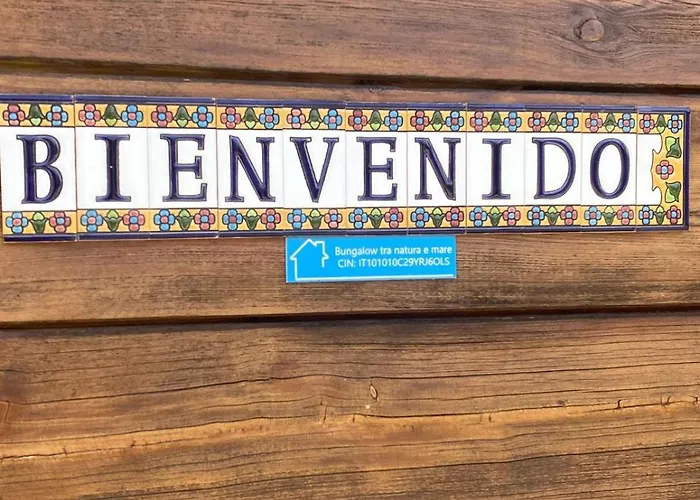 BIENVENIDO
Bungalow tra natura e mare
CIN: IT101010C29YRJ6OLS